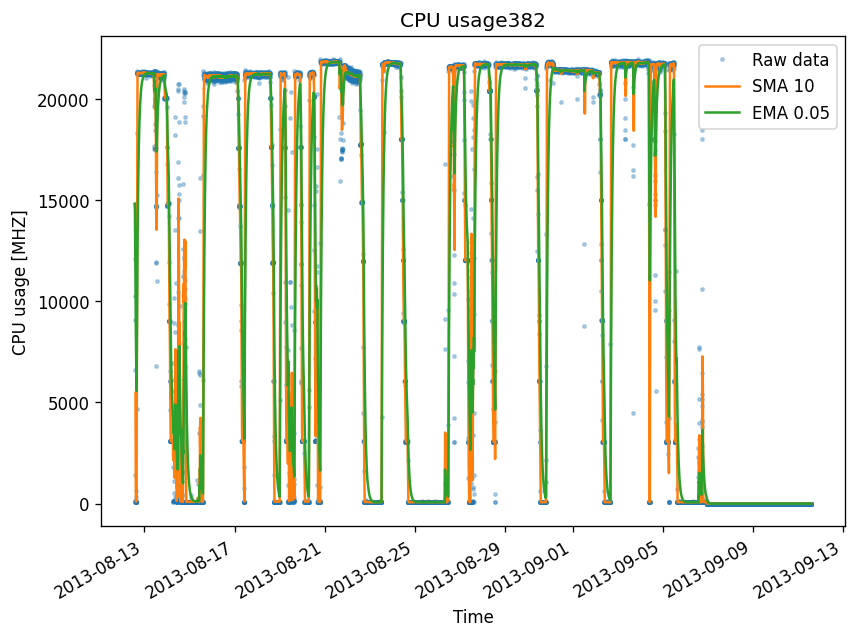 CPU usage382
Raw data
SMA 10
EMA 0.05
CPU usage [MHZ]
20000
15000
10000
5000
0
2013-08-13
2013-08-17
2013-08-21
2013-08-25
2013-08-29
2013-09-01
2013-09-05
2013-09-09
2013-09-13
Time